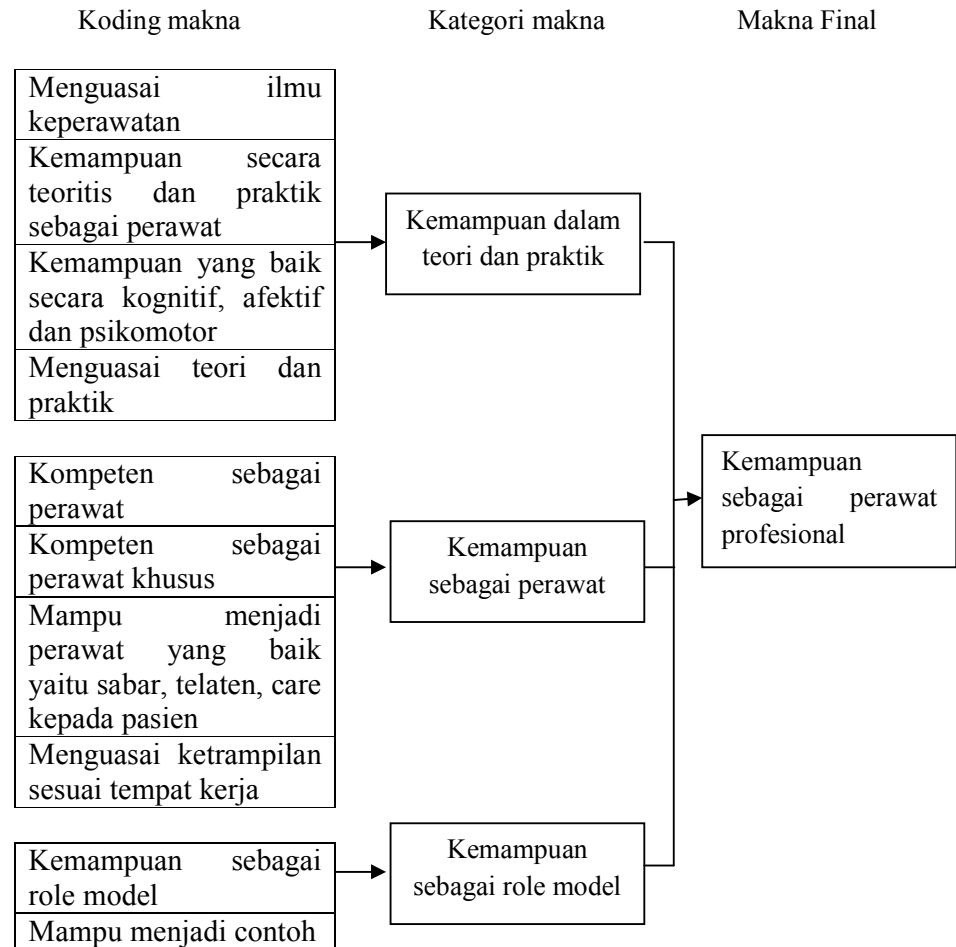 Koding makna Kategori makna Makna Final
Menguasai ilmu
keperawatan
Kemampuan secara
teoritis dan praktik
sebagai perawat
Kemampuan yang baik
secara kognitif, afektif
dan psikomotor
Menguasai teori dan
praktik
Kemampuan dalam
teori dan praktik
Kompeten sebagai
perawat
Kompeten sebagai
perawat khusus
Mampu menjadi
perawat yang baik
yaitu sabar, telaten, care
kepada pasien
Menguasai ketrampilan
sesuai tempat kerja
Kemampuan
sebagai perawat
Kemampuan
sebagai perawat
profesional
Kemampuan sebagai
role model
Mampu menjadi contoh
Kemampuan
sebagai role model